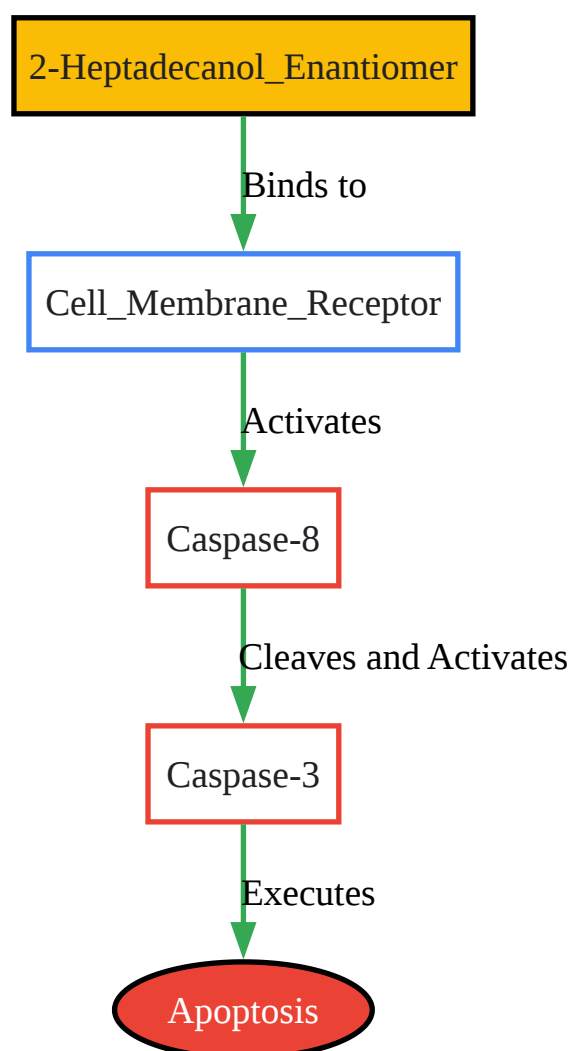 2-Heptadecanol_Enantiomer
Binds to
Cell_Membrane_Receptor
Activates
Caspase-8
Cleaves and Activates
Caspase-3
Executes
Apoptosis